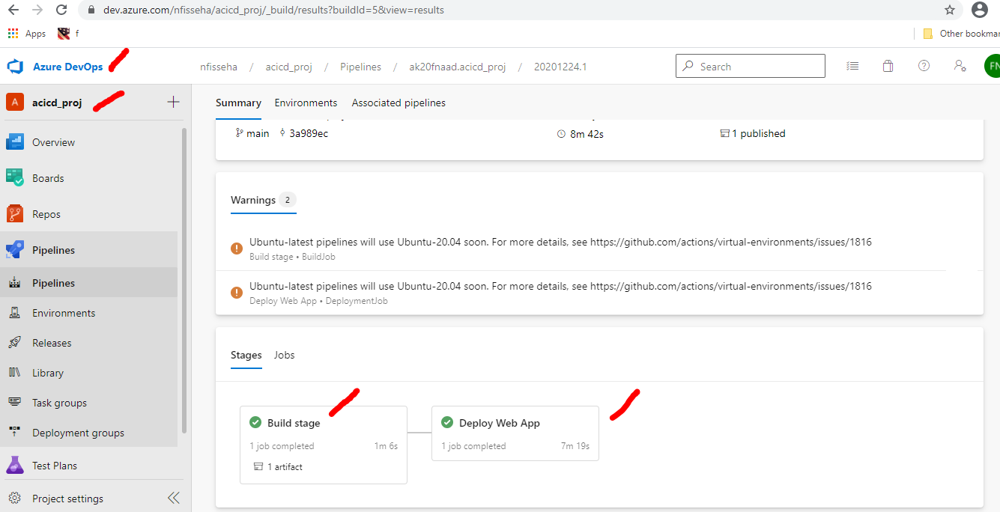 dev.azure.com/nfisseha/acicd_proj/_build/results?buildId=5&view=results
Apps f Other bookmar
Azure DevOps nfisseha / acicd_proj / Pipelines / ak20fnaad.acicd_proj / 20201224.1 Search FN
A acicd_proj
Summary Environments Associated pipelines
main 3a989ec 8m 42s 1 published
Overview
Boards
Repos
Pipelines
Pipelines
Environments
Releases
Library
Task groups
Deployment groups
Test Plans
Project settings
Warnings 2
Ubuntu-latest pipelines will use Ubuntu-20.04 soon. For more details, see https://github.com/actions/virtual-environments/issues/1816
Build stage • BuildJob
Ubuntu-latest pipelines will use Ubuntu-20.04 soon. For more details, see https://github.com/actions/virtual-environments/issues/1816
Deploy Web App • DeploymentJob
Stages Jobs
Build stage
1 job completed 1m 6s
1 artifact
Deploy Web App
1 job completed 7m 19s